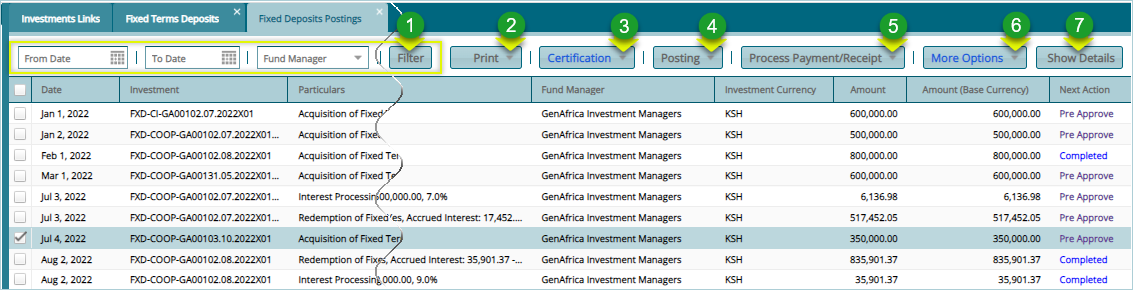 Investments Links × Fixed Terms Deposits × Fixed Deposits Postings ×
1 2 3 4 5 6 7
From Date To Date Fund Manager Filter Print Certification Posting Process Payment/Receipt More Options Show Details
Date Investment Particulars Fund Manager Investment Currency Amount Amount (Base Currency) Next Action
Jan 1, 2022 FXD-CI-GA00102.07.2022X01 Acquisition of Fixed GenAfrica Investment Managers KSH 600,000.00 600,000.00 Pre Approve
Jan 2, 2022 FXD-COOP-GA00102.07.2022X01... Acquisition of Fixed GenAfrica Investment Managers KSH 500,000.00 500,000.00 Pre Approve
Feb 1, 2022 FXD-COOP-GA00102.08.2022X01 Acquisition of Fixed Ter GenAfrica Investment Managers KSH 800,000.00 800,000.00 Completed
Mar 1, 2022 FXD-COOP-GA00131.05.2022X01 Acquisition of Fixed Ter GenAfrica Investment Managers KSH 600,000.00 600,000.00 Pre Approve
Jul 3, 2022 FXD-COOP-GA00102.07.2022X01... Interest Processing 00,000.00, 7.0% GenAfrica Investment Managers KSH 6,136.98 6,136.98 Pre Approve
Jul 3, 2022 FXD-COOP-GA00102.07.2022X01... Redemption of Fixed es, Accrued Interest: 17,452.... GenAfrica Investment Managers KSH 517,452.05 517,452.05 Pre Approve
Jul 4, 2022 FXD-COOP-GA00103.10.2022X01 Acquisition of Fixed Ter GenAfrica Investment Managers KSH 350,000.00 350,000.00 Pre Approve
Aug 2, 2022 FXD-COOP-GA00102.08.2022X01 Redemption of Fixes, Accrued Interest: 35,901.37 -... GenAfrica Investment Managers KSH 835,901.37 835,901.37 Completed
Aug 2, 2022 FXD-COOP-GA00102.08.2022X01 Interest Processing ,000.00, 9.0% GenAfrica Investment Managers KSH 35,901.37 35,901.37 Completed